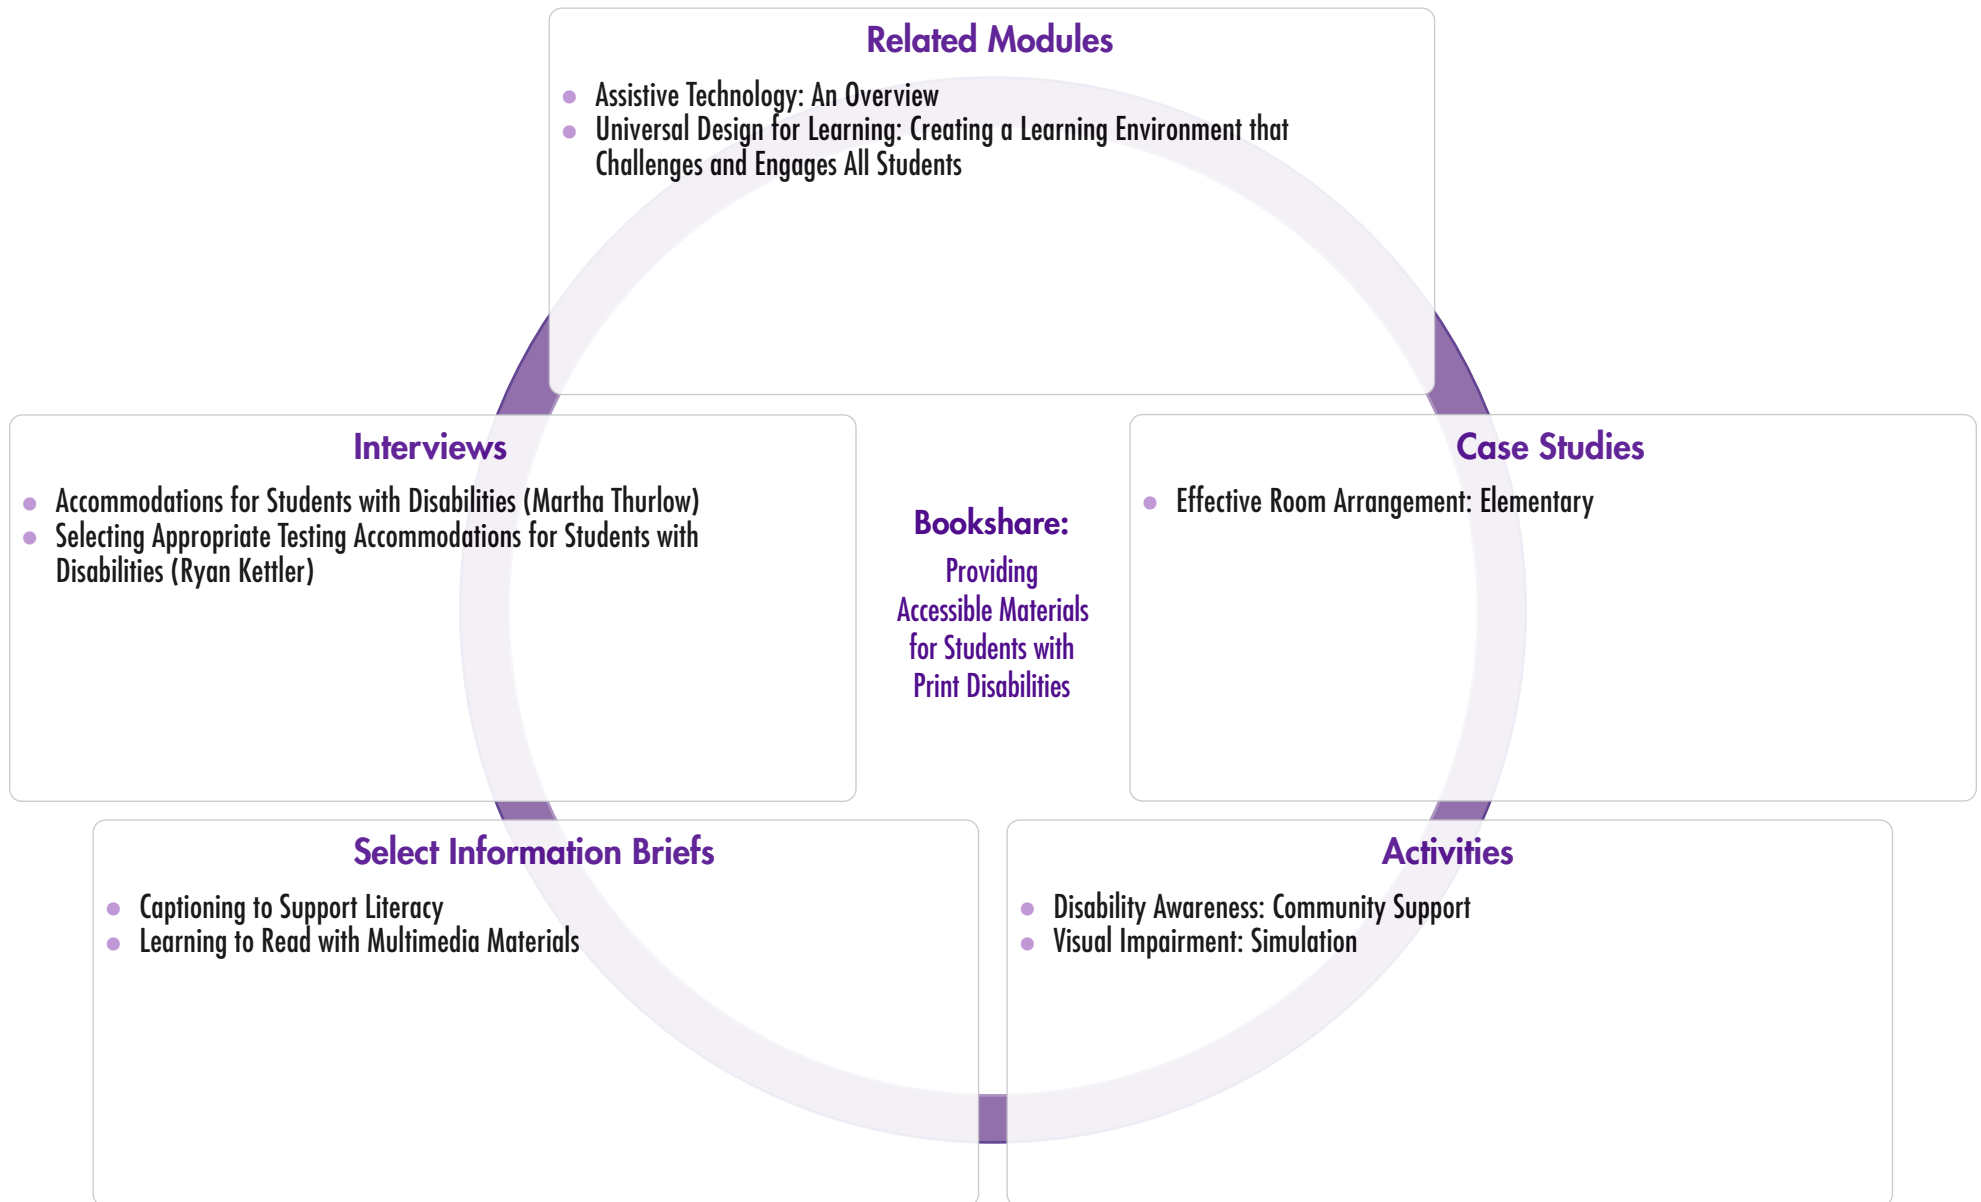 Related Modules
Assistive Technology: An Overview
Universal Design for Learning: Creating a Learning Environment that
Challenges and Engages All Students
Interviews
Accommodations for Students with Disabilities (Martha Thurlow)
Selecting Appropriate Testing Accommodations for Students with
Disabilities (Ryan Kettler)
Bookshare:
Providing
Accessible Materials
for Students with
Print Disabilities
Case Studies
Effective Room Arrangement: Elementary
Select Information Briefs
Captioning to Support Literacy
Learning to Read with Multimedia Materials
Activities
Disability Awareness: Community Support
Visual Impairment: Simulation